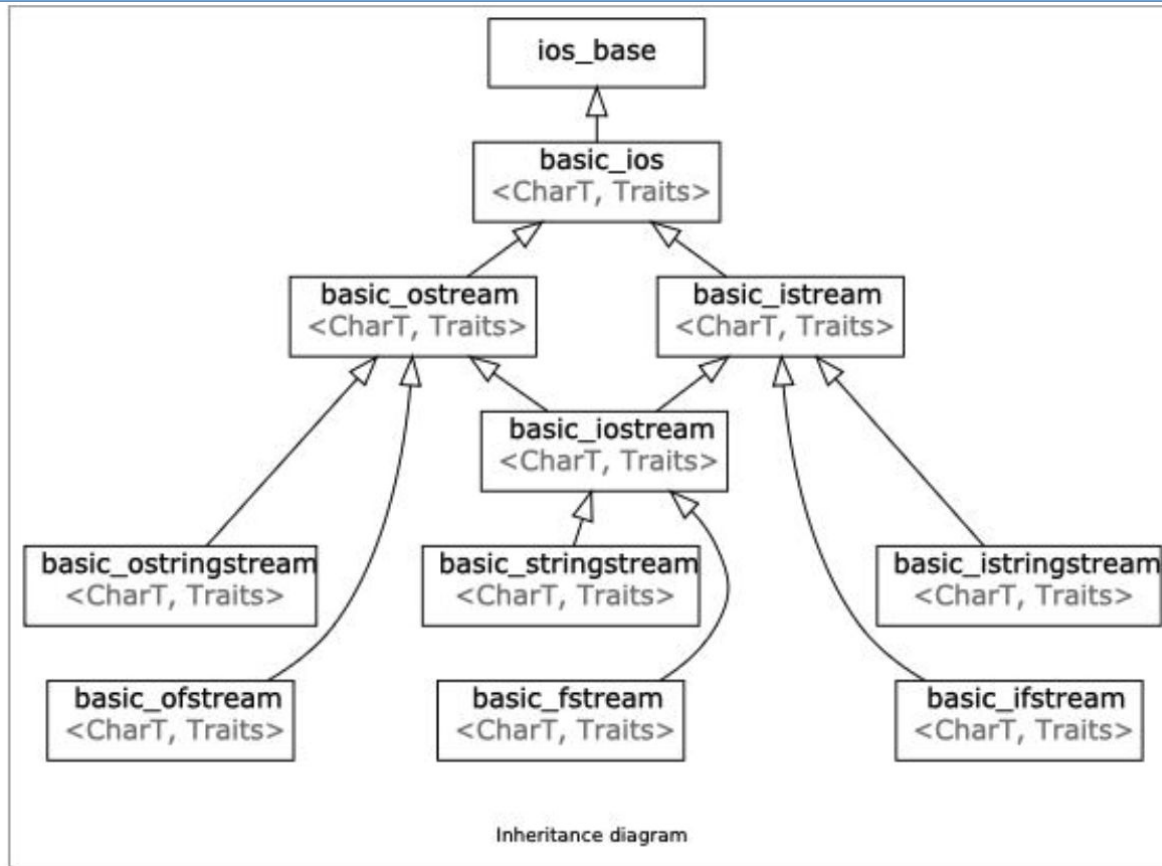 ios_base
basic_ios
<CharT, Traits>
basic_ostream
<CharT, Traits>
basic_istream
<CharT, Traits>
basic_iostream
<CharT, Traits>
basic_ostringstream
<CharT, Traits>
basic_stringstream
<CharT, Traits>
basic_istringstream
<CharT, Traits>
basic_ofstream
<CharT, Traits>
basic_fstream
<CharT, Traits>
basic_ifstream
<CharT, Traits>
Inheritance diagram